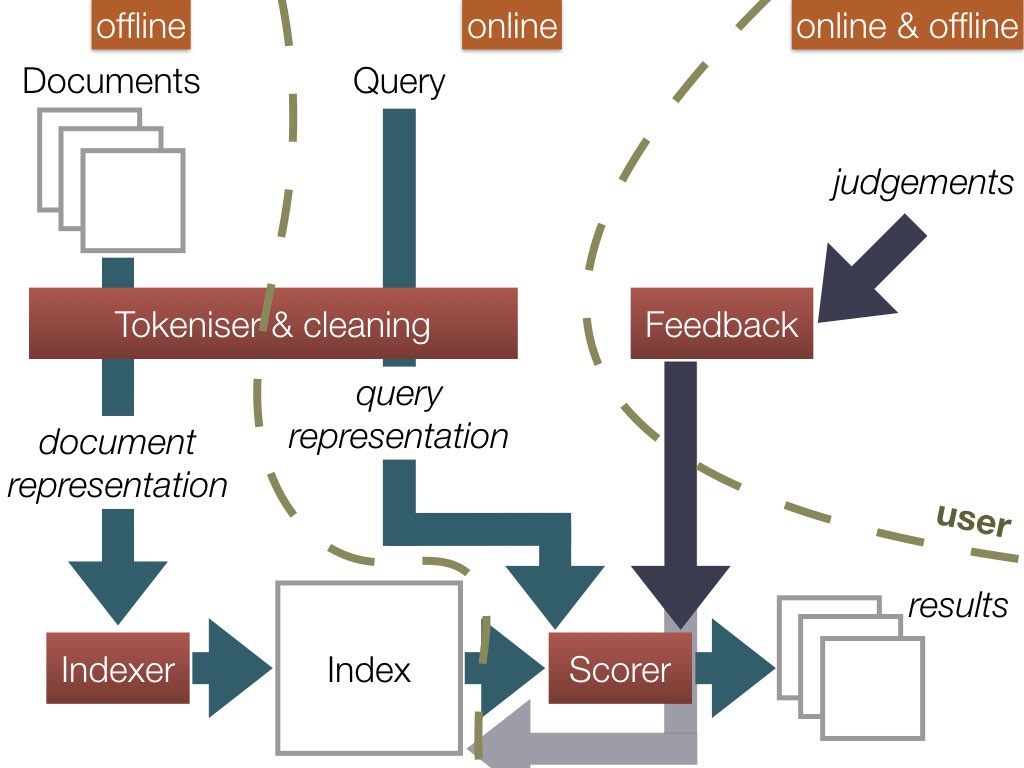 offline
online
online & offline
Documents
Query
judgements
Tokeniser & cleaning
Feedback
query
representation
document
representation
user
results
Indexer
Index
Scorer